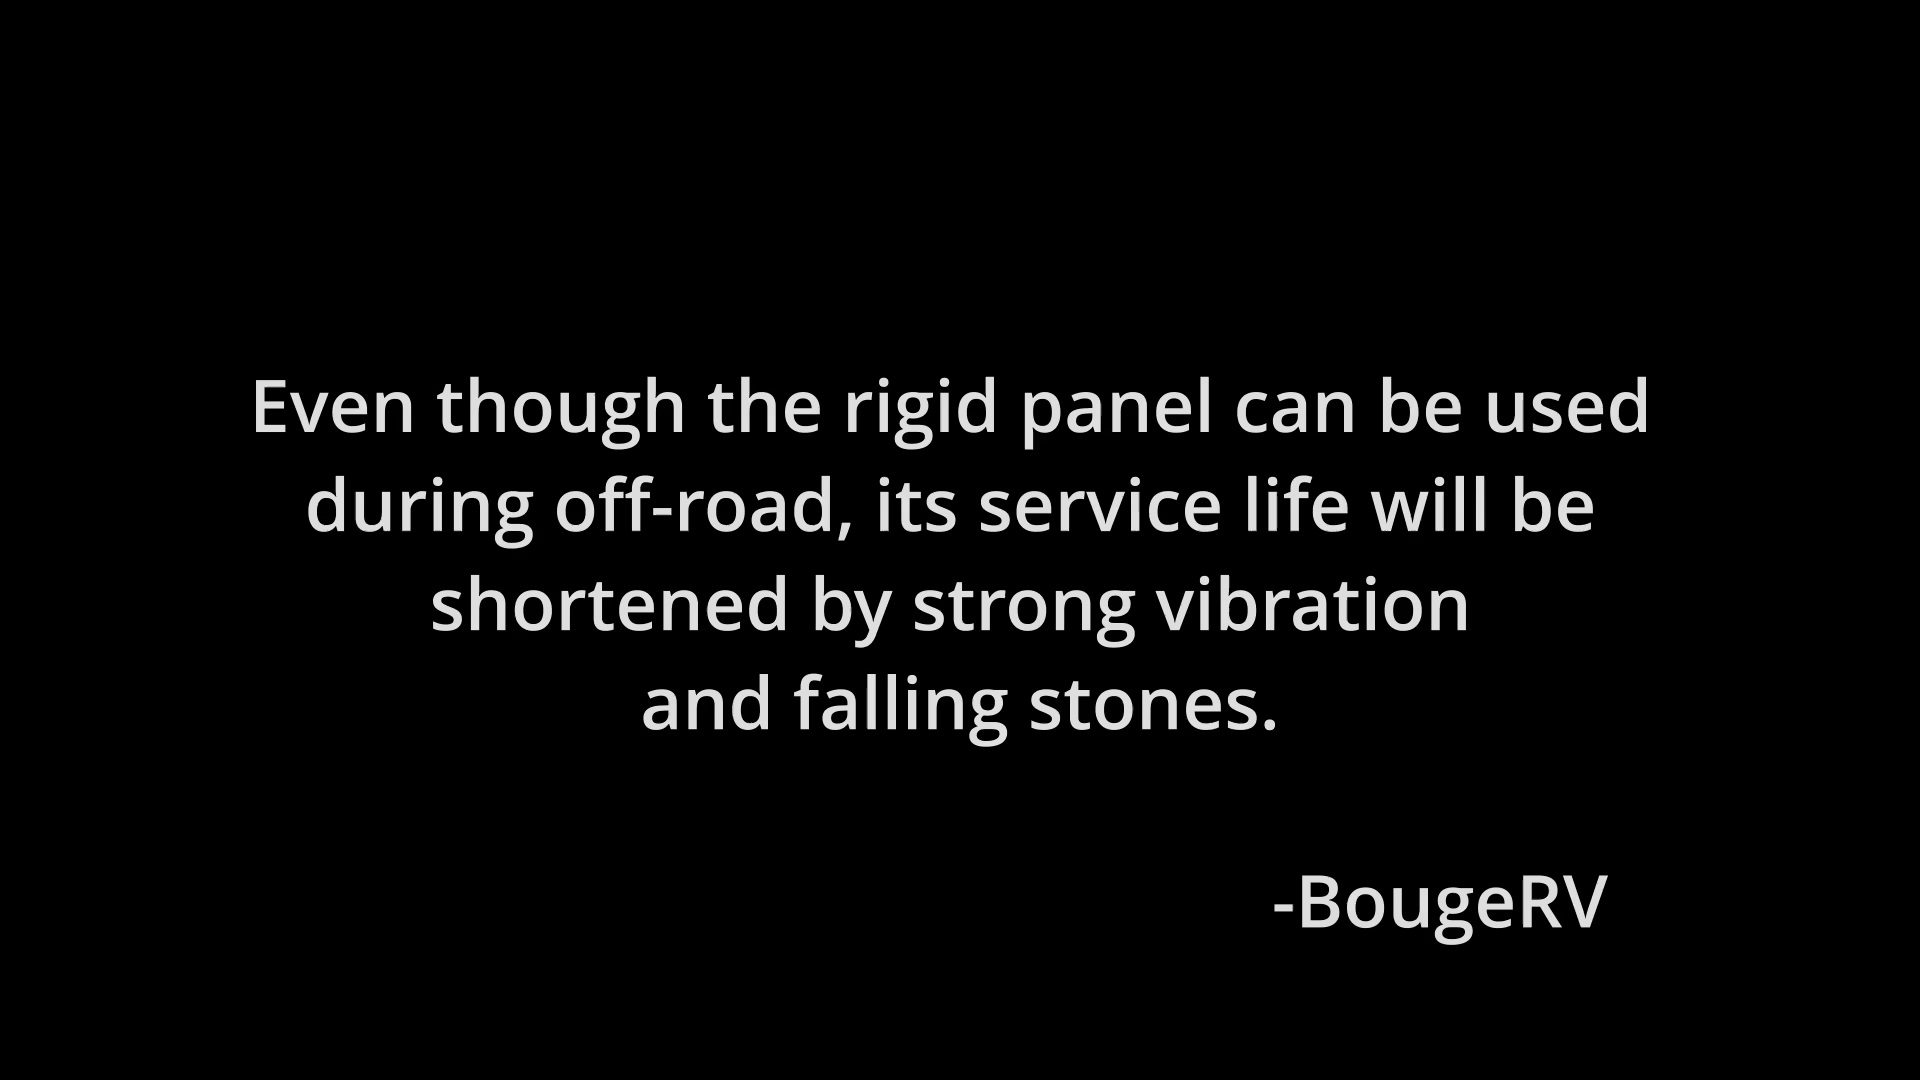 Even though the rigid panel can be used
during off-road, its service life will be
shortened by strong vibration
and falling stones.
-BougeRV